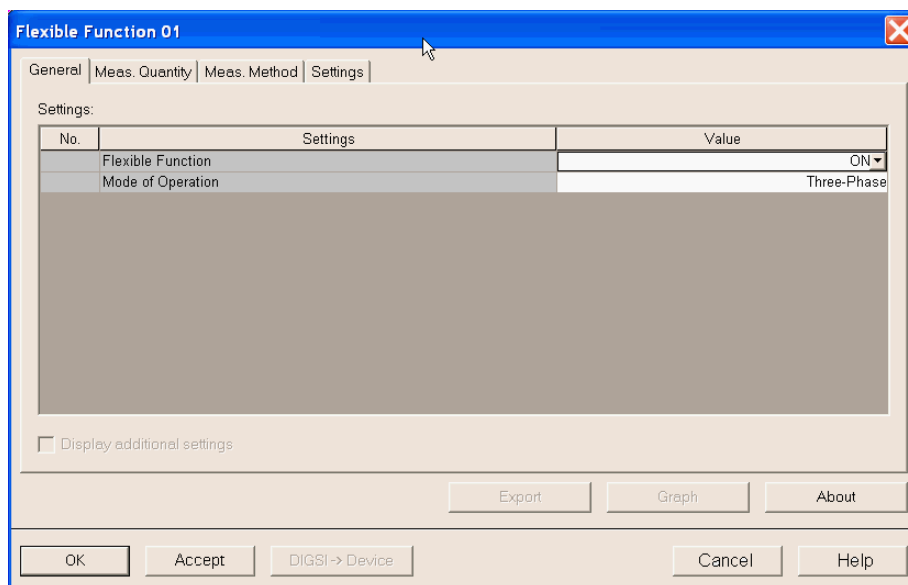 Flexible Function 01
General Meas. Quantity Meas. Method Settings
Settings:
No. Settings Value
Flexible Function ON
Mode of Operation Three-Phase
Display additional settings
Export Graph About
OK Accept DIGSI -> Device Cancel Help